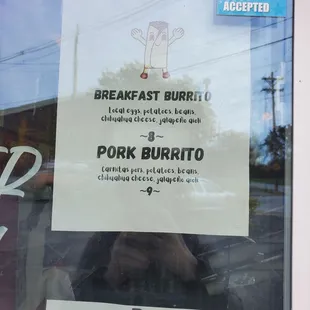 ACCEPTED
BREAKFAST BURRITO
Local eggs, potatoes, beans,
chihuahua cheese, jalapeño aioli
~8~
PORK BURRITO
Carnitas pork, potatoes, beans,
chihuahua cheese, jalapeño aioli
~9~